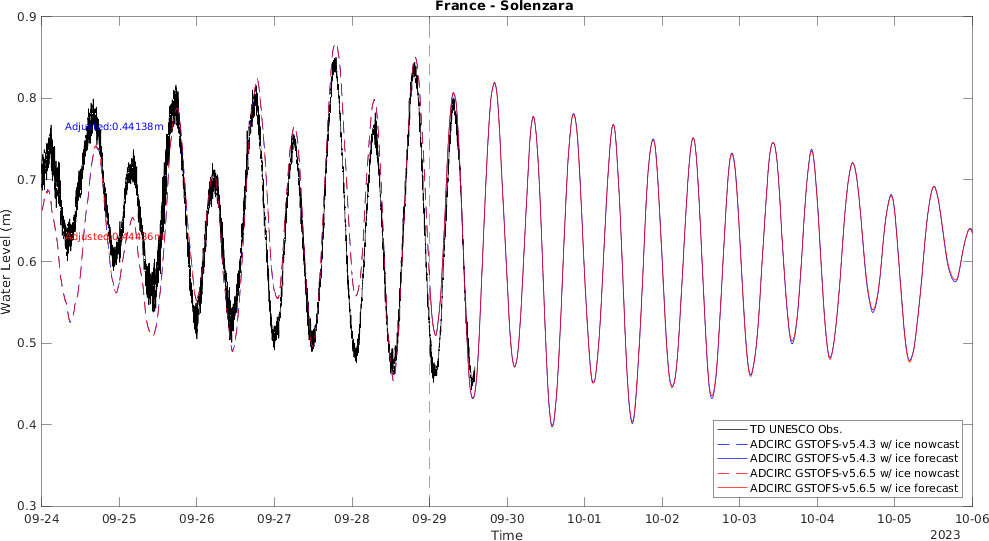 France - Solenzara
0.9
0.8
0.7
0.6
0.5
0.4
0.3
Water Level (m)
Adjusted:0.44138m
Adjusted:0.44436m
TD UNESCO Obs.
ADCIRC GSTOFS-v5.4.3 w/ ice nowcast
ADCIRC GSTOFS-v5.4.3 w/ ice forecast
ADCIRC GSTOFS-v5.6.5 w/ ice nowcast
ADCIRC GSTOFS-v5.6.5 w/ ice forecast
09-24 09-25 09-26 09-27 09-28 09-29 09-30 10-01 10-02 10-03 10-04 10-05 10-06
Time
2023